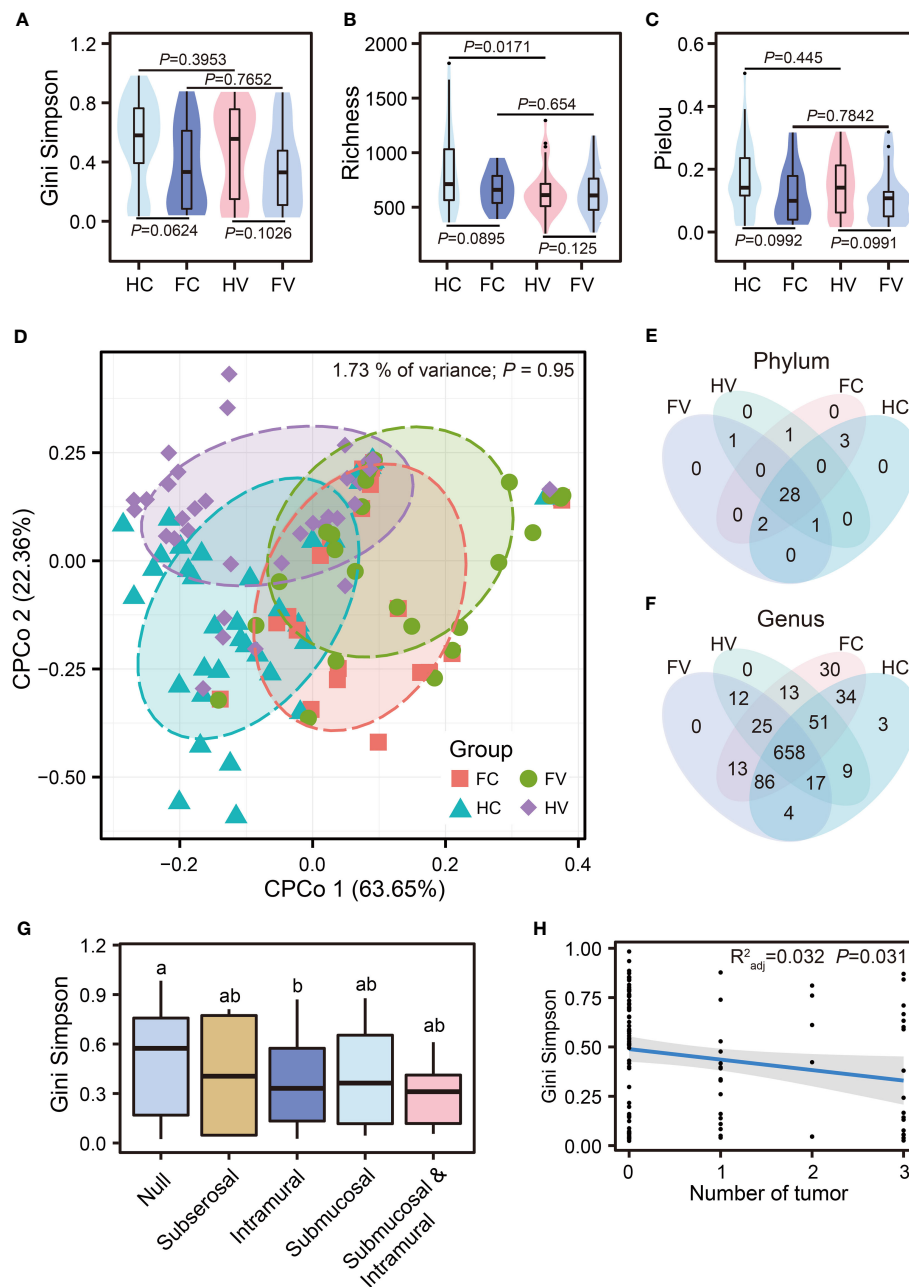 A
B
C
1.2
0.8
0.4
0.0
Gini Simpson
P=0.3953
P=0.7652
P=0.0624
P=0.1026
HC FC HV FV
2000
1500
1000
500
Richness
P=0.0171
P=0.654
P=0.0895
P=0.125
HC FC HV FV
0.6
0.4
0.2
0.0
Pielou
P=0.445
P=0.7842
P=0.0992
P=0.0991
HC FC HV FV
D
1.73 % of variance; P = 0.95
0.25
0.00
−0.25
−0.50
CPCo 2 (22.36%)
Group
FC FV
HC HV
−0.2 0.0 0.2 0.4
CPCo 1 (63.65%)
E
Phylum
FV HV FC HC
0 0
1 1 3
0 0 0 0
28
0 2 1 0
0
F
Genus
FV HV FC HC
0 30
12 13 34
0 25 51 3
658
13 86 17 9
4
G
1.2
0.9
0.6
0.3
0.0
Gini Simpson
a ab b ab ab
Null
Subserosal
Intramural
Submucosal
Submucosal &
Intramural
H
R²adj=0.032 P=0.031
1.00
0.75
0.50
0.25
0.00
Gini Simpson
0 1 2 3
Number of tumor